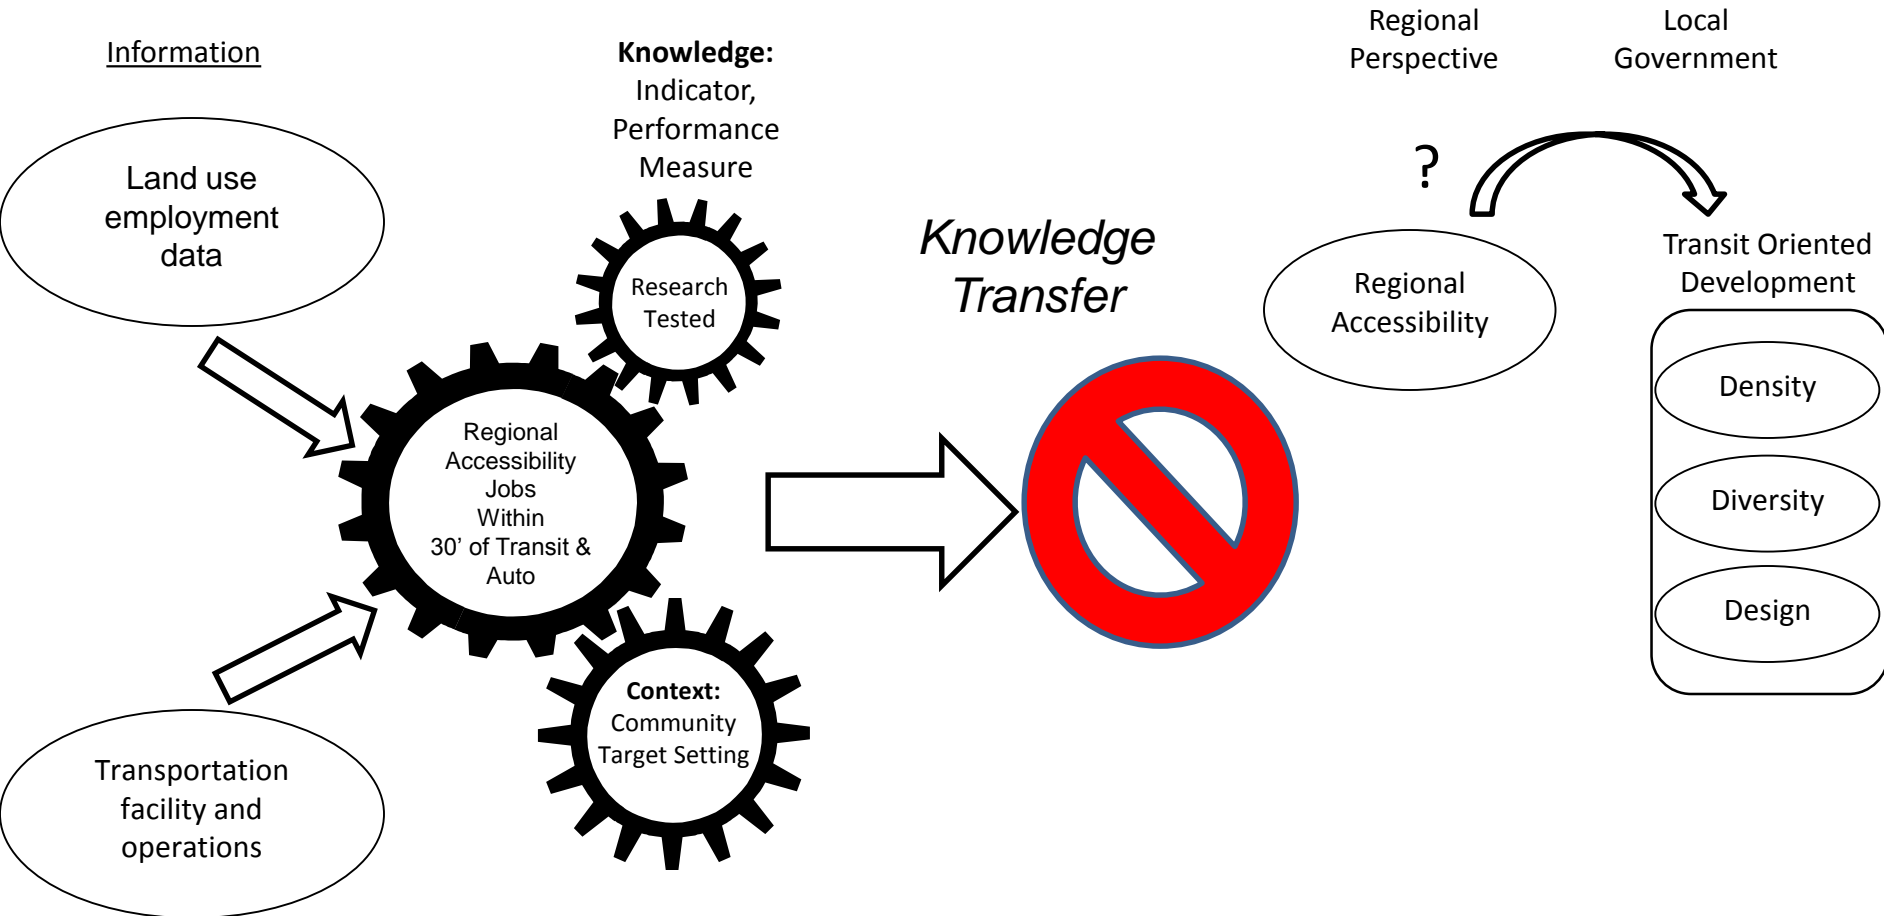 Information
Land use
employment
data
Transportation
facility and
operations
Knowledge:
Indicator,
Performance
Measure
Research
Tested
Regional
Accessibility
Jobs
Within
30’ of Transit &
Auto
Context:
Community
Target Setting
Knowledge
Transfer
Regional
Perspective
Local
Government
?
Regional
Accessibility
Transit Oriented
Development
Density
Diversity
Design